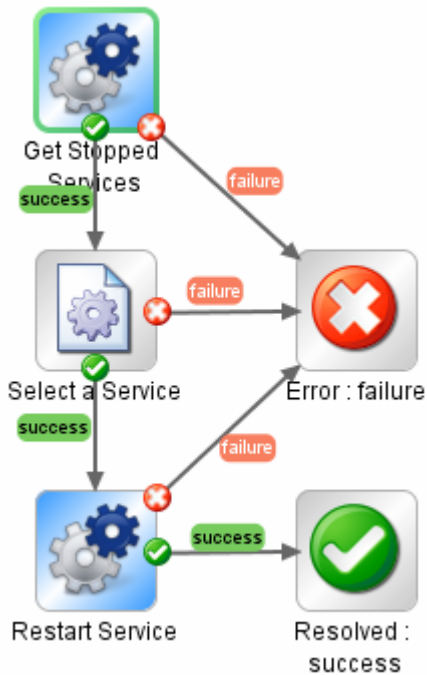 Get Stopped
Services
success
failure
failure
Select a Service
Error : failure
success
failure
success
Restart Service
Resolved :
success